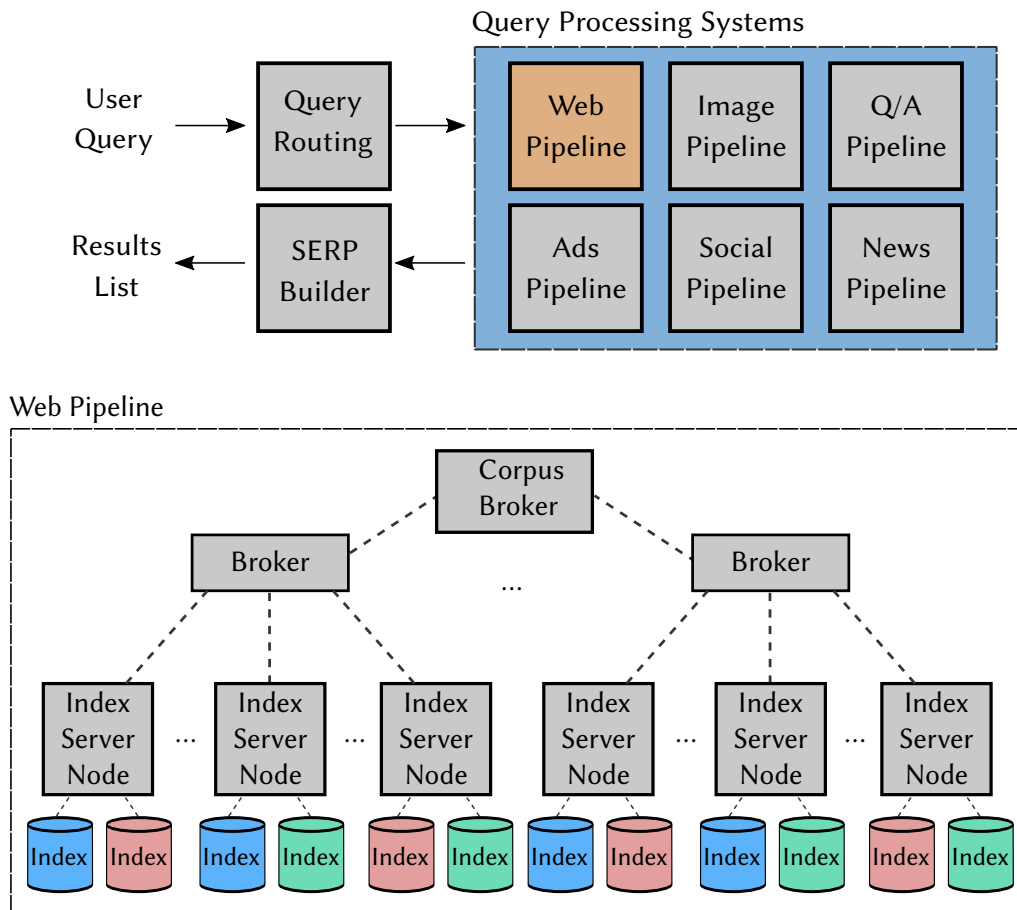 Query Processing Systems
User
Query
Query
Routing
Web
Pipeline
Image
Pipeline
Q/A
Pipeline
Results
List
SERP
Builder
Ads
Pipeline
Social
Pipeline
News
Pipeline
Web Pipeline
Corpus
Broker
Broker
...
Broker
Index
Server
Node
...
Index
Server
Node
...
Index
Server
Node
Index
Server
Node
...
Index
Server
Node
...
Index
Server
Node
Index
Index
Index
Index
Index
Index
Index
Index
Index
Index
Index
Index